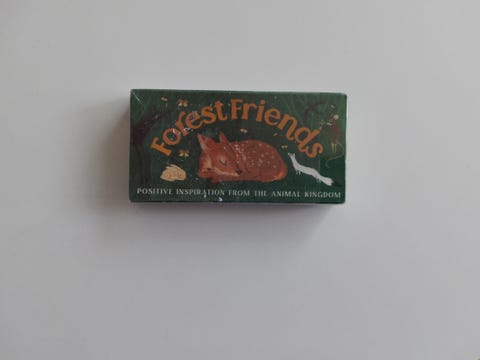 Forest Friends
POSITIVE INSPIRATION FROM THE ANIMAL KINGDOM